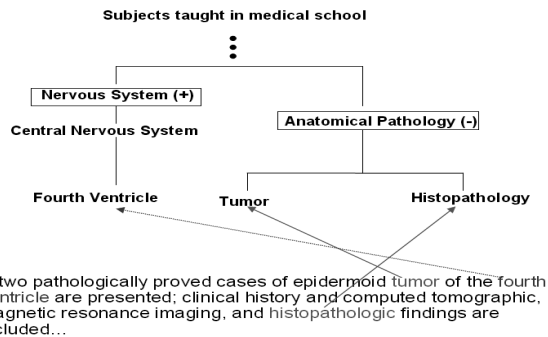 Subjects taught in medical school
Nervous System (+)
Anatomical Pathology (-)
Central Nervous System
Fourth Ventricle
Tumor
Histopathology
two pathologically proved cases of epidermoid tumor of the fourth
ntricle are presented; clinical history and computed tomographic,
agnetic resonance imaging, and histopathologic findings are
cluded…